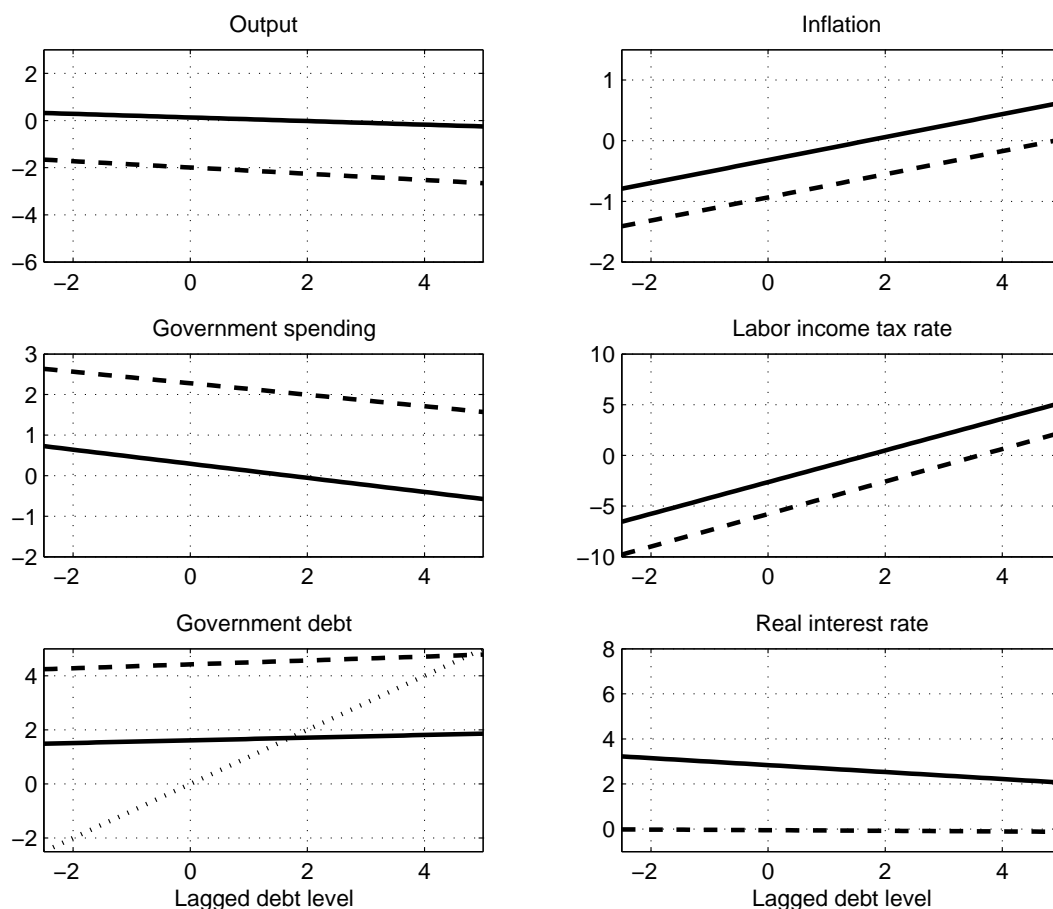 Output
2
0
−2
−4
−6
−2 0 2 4
Inflation
1
0
−1
−2
−2 0 2 4
Government spending
3
2
1
0
−1
−2
−2 0 2 4
Labor income tax rate
10
5
0
−5
−10
−2 0 2 4
Government debt
4
2
0
−2
−2 0 2 4
Lagged debt level
Real interest rate
8
6
4
2
0
−2 0 2 4
Lagged debt level